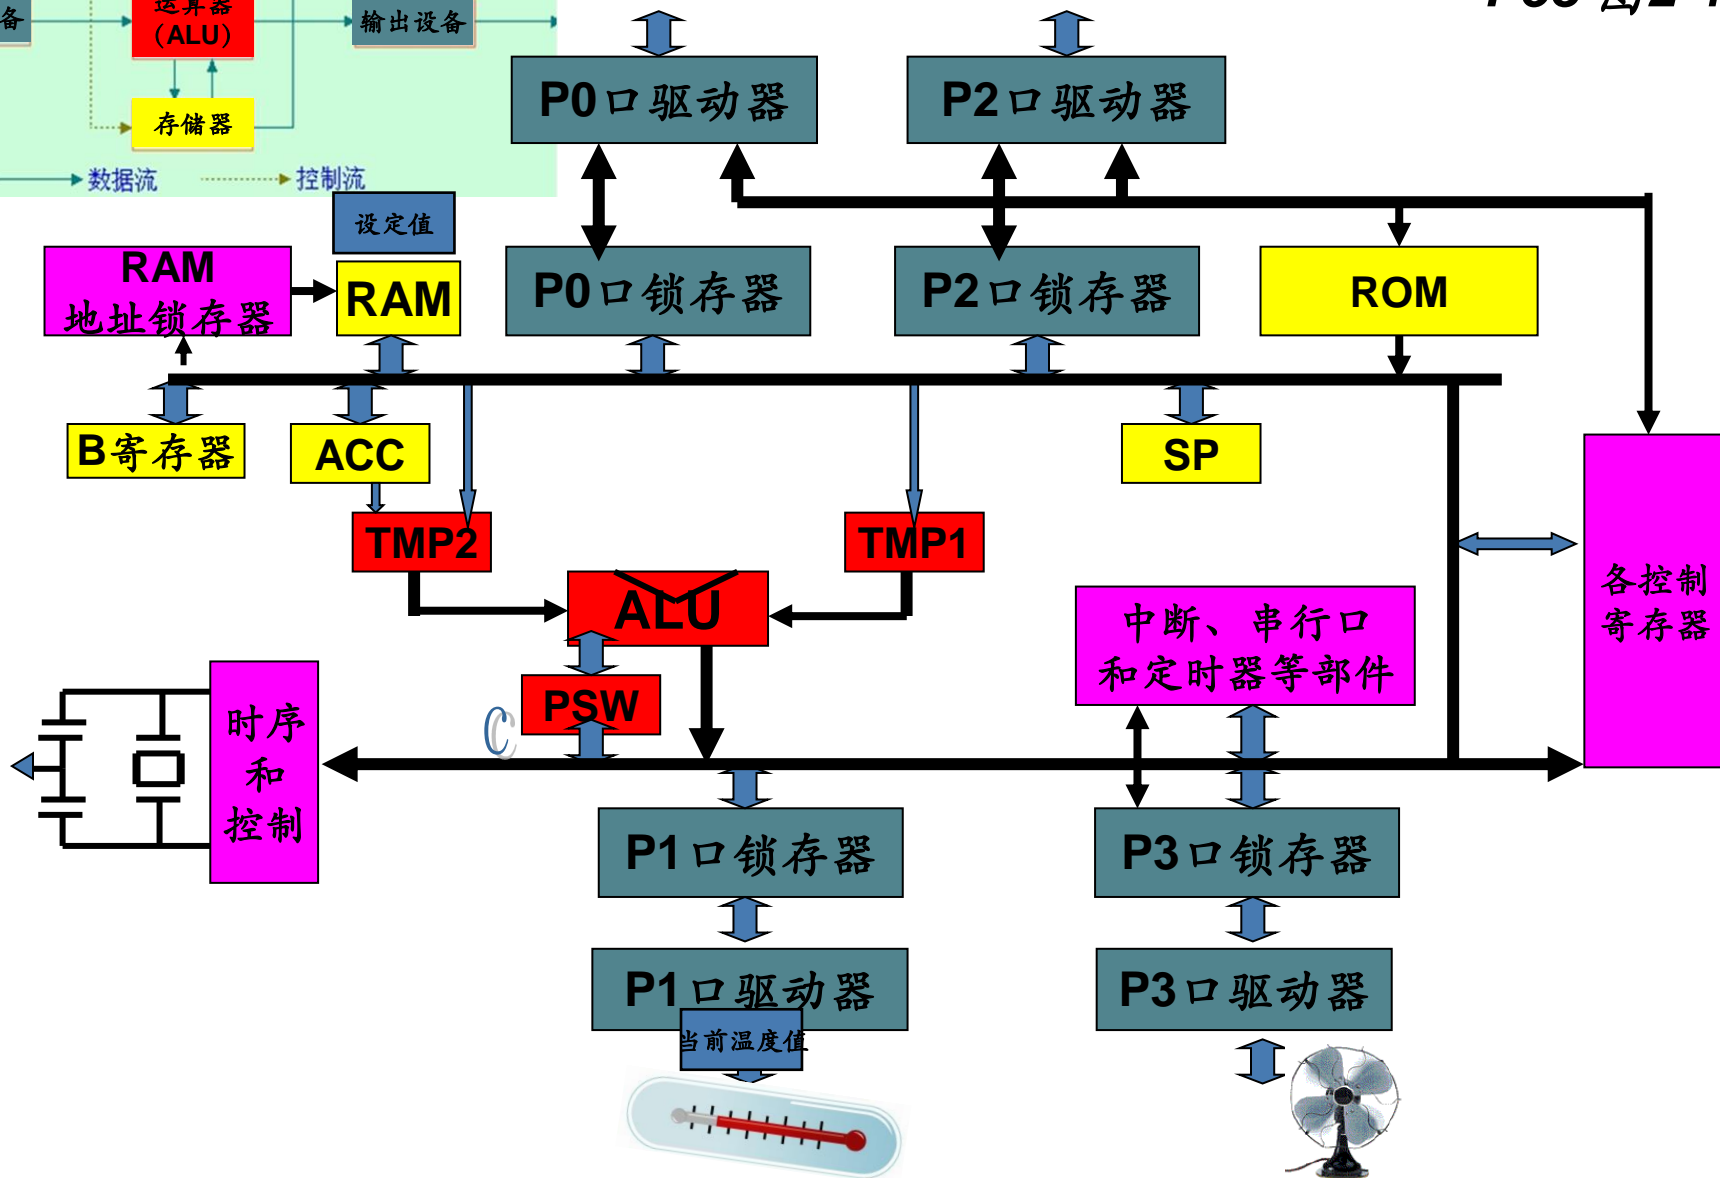 备
运算器
(ALU)
输出设备
存储器
数据流
控制流
P0口驱动器
P2口驱动器
设定值
RAM
地址锁存器
RAM
P0口锁存器
P2口锁存器
ROM
B寄存器
ACC
SP
TMP2
TMP1
ALU
各控制
寄存器
中断、串行口
和定时器等部件
PSW
C
时序
和
控制
P1口锁存器
P3口锁存器
P1口驱动器
P3口驱动器
当前温度值